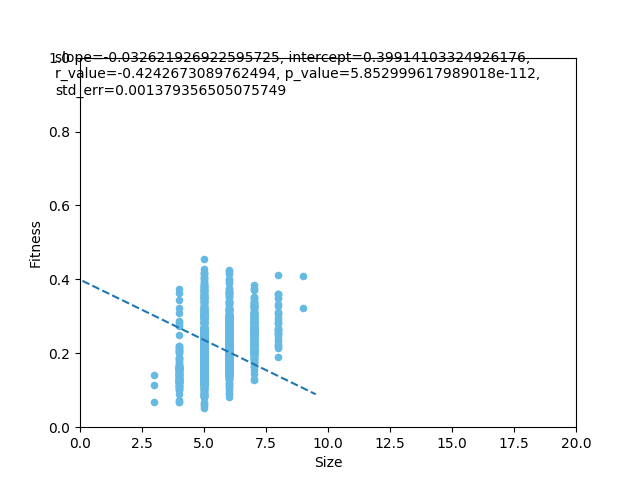 slope=-0.032621926922595725, intercept=0.39914103324926176,
r_value=-0.4242673089762494, p_value=5.852999617989018e-112,
std_err=0.001379356505075749
1.0
0.8
0.6
0.4
0.2
0.0
Fitness
0.0 2.5 5.0 7.5 10.0 12.5 15.0 17.5 20.0
Size